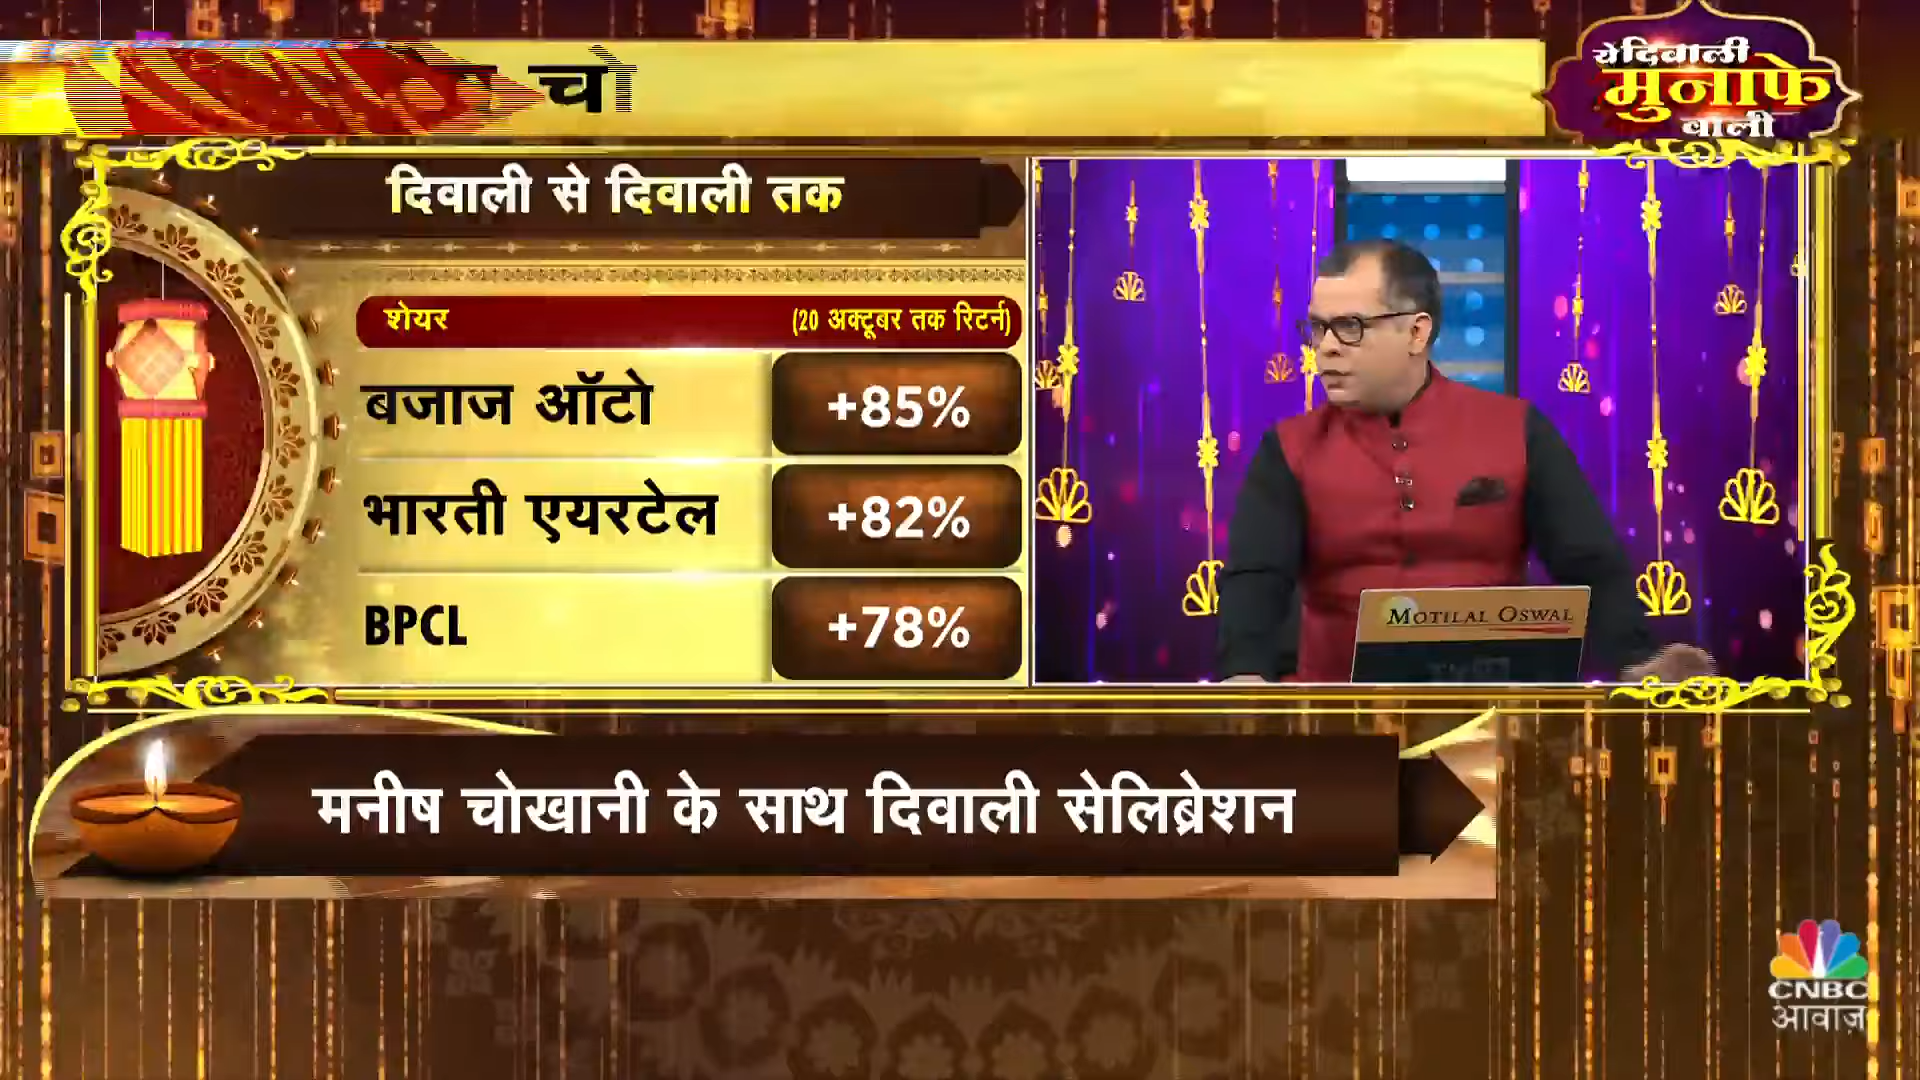 चो
ये दिवाली
मुनाफे
वाली
दिवाली से दिवाली तक
शेयर (20 अक्टूबर तक रिटर्न)
बजाज ऑटो +85%
भारती एयरटेल +82%
BPCL +78%
MOTILAL OSWAL
मनीष चोखानी के साथ दिवाली सेलिब्रेशन
CNBC
आवाज़